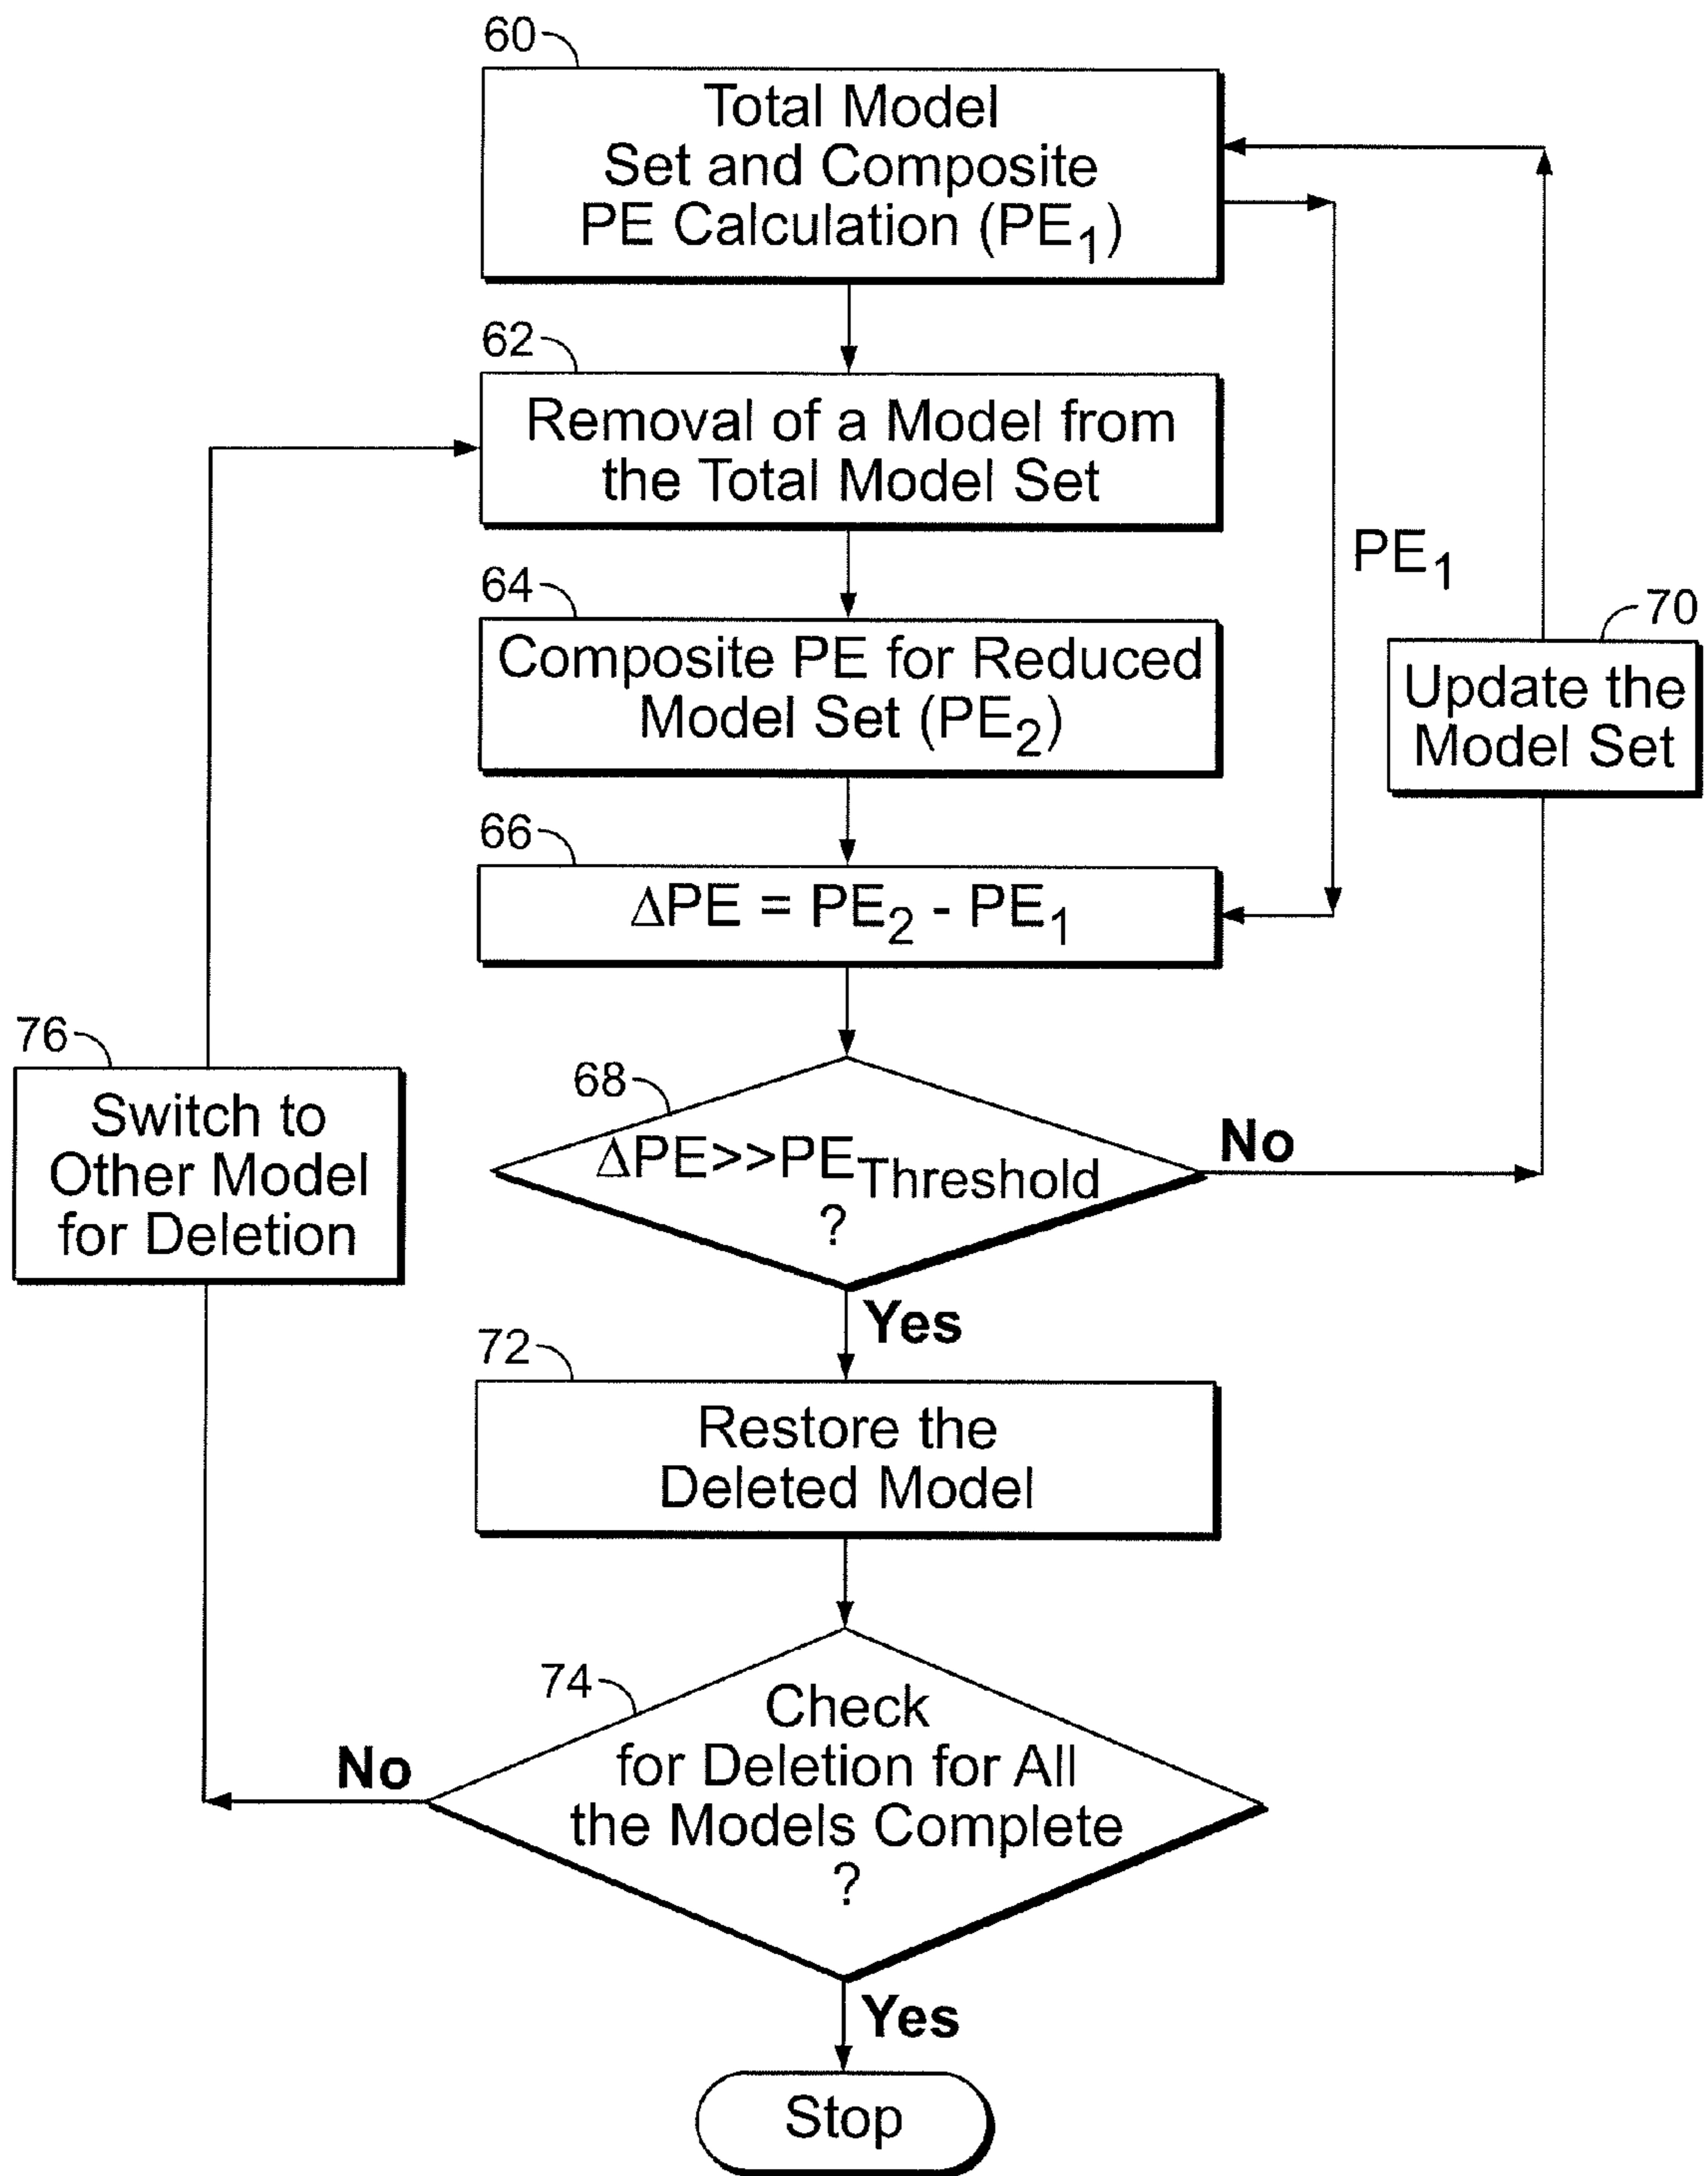 60
Total Model
Set and Composite
PE Calculation (PE₁)
62
Removal of a Model from
the Total Model Set
PE₁
64
Composite PE for Reduced
Model Set (PE₂)
70
Update the
Model Set
66
ΔPE = PE₂ - PE₁
76
Switch to
Other Model
for Deletion
68
ΔPE>>PE_Threshold
?
No
Yes
72
Restore the
Deleted Model
74
Check
for Deletion for All
the Models Complete
?
No
Yes
Stop